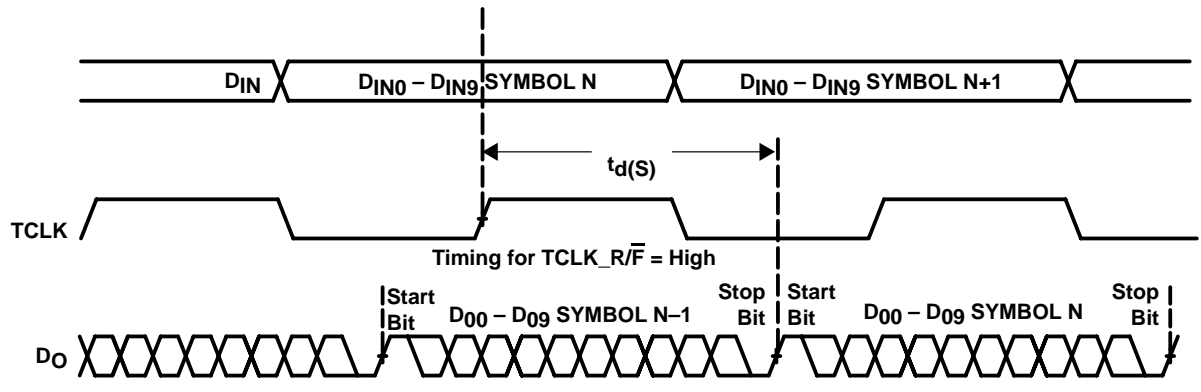 DIN
DIN0 – DIN9 SYMBOL N
DIN0 – DIN9 SYMBOL N+1
td(S)
TCLK
Timing for TCLK_R/F̅ = High
Start
Bit
D00 – D09 SYMBOL N–1
Stop
Bit
Start
Bit
D00 – D09 SYMBOL N
Stop
Bit
DO